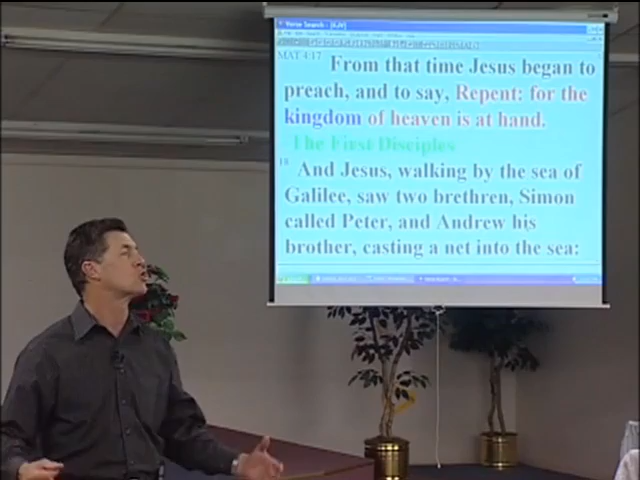 Verse Search - (KJV)
MAT 4:17 From that time Jesus began to
preach, and to say, Repent: for the
kingdom of heaven is at hand.
The First Disciples
18 And Jesus, walking by the sea of
Galilee, saw two brethren, Simon
called Peter, and Andrew his
brother, casting a net into the sea: